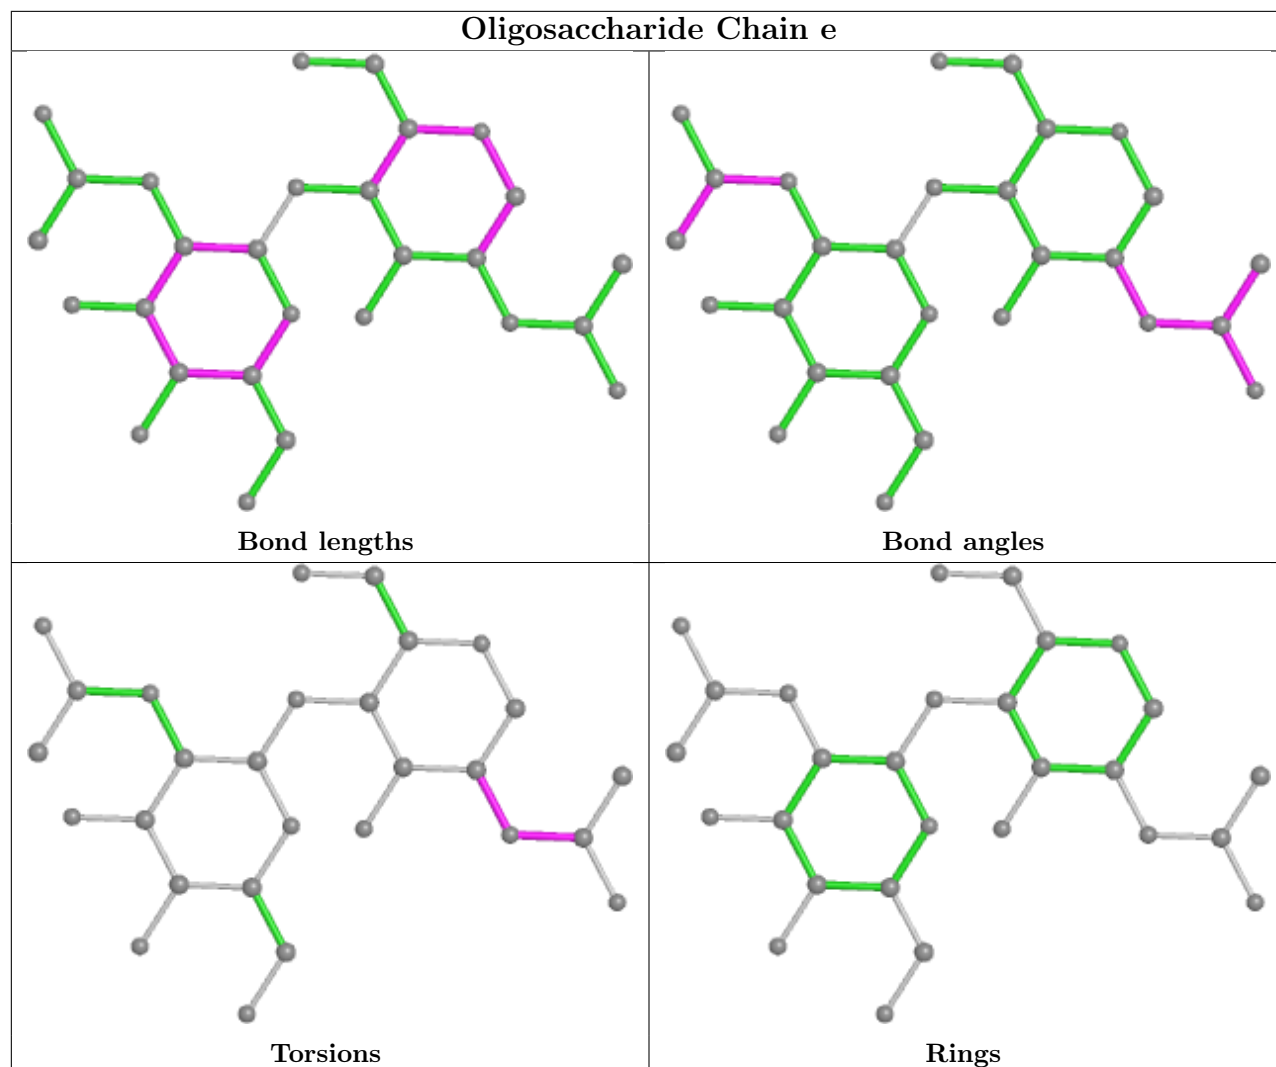 Oligosaccharide Chain e
Bond lengths
Bond angles
Torsions
Rings